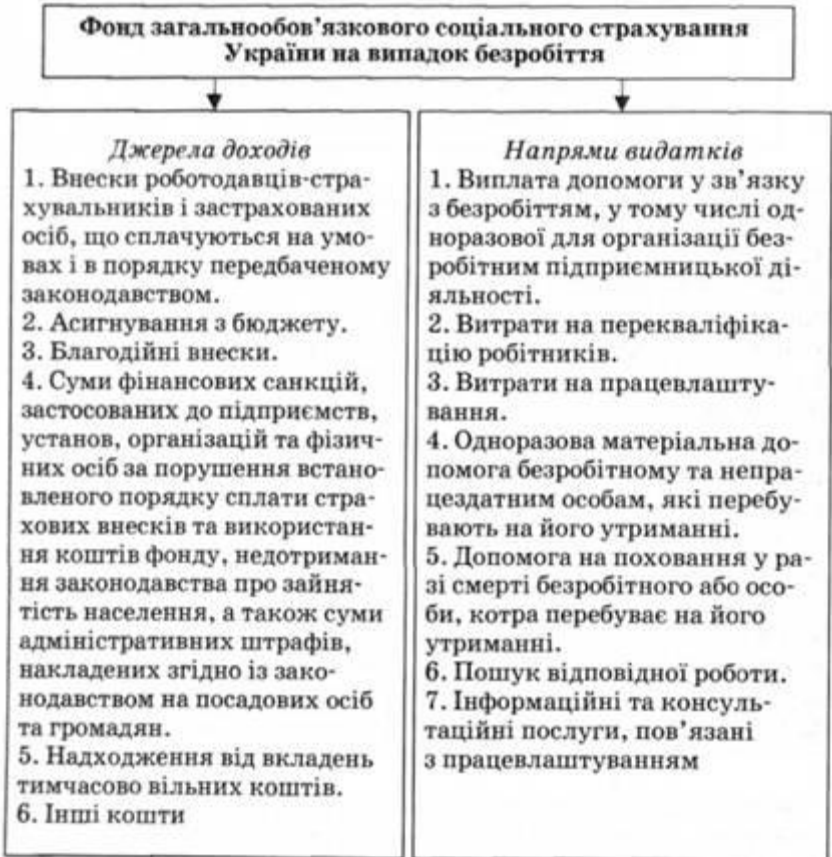 Фонд загальнообов’язкового соціального страхування
України на випадок безробіття
Джерела доходів
1. Внески роботодавців-стра-
хувальників і застрахованих
осіб, що сплачуються на умо-
вах і в порядку передбаченому
законодавством.
2. Асигнування з бюджету.
3. Благодійні внески.
4. Суми фінансових санкцій,
застосованих до підприємств,
установ, організацій та фізич-
них осіб за порушення встано-
вленого порядку сплати стра-
хових внесків та використан-
ня коштів фонду, недотриман-
ня законодавства про зайня-
тість населення, а також суми
адміністративних штрафів,
накладених згідно із зако-
нодавством на посадових осіб
та громадян.
5. Надходження від вкладень
тимчасово вільних коштів.
6. Інші кошти
Напрями видатків
1. Виплата допомоги у зв’язку
з безробіттям, у тому числі од-
норазової для організації без-
робітним підприємницької ді-
яльності.
2. Витрати на перекваліфіка-
цію робітників.
3. Витрати на працевлашту-
вання.
4. Одноразова матеріальна до-
помога безробітному та непра-
цездатним особам, які перебу-
вають на його утриманні.
5. Допомога на поховання у ра-
зі смерті безробітного або осо-
би, котра перебуває на його
утриманні.
6. Пошук відповідної роботи.
7. Інформаційні та консуль-
таційні послуги, пов’язані
з працевлаштуванням